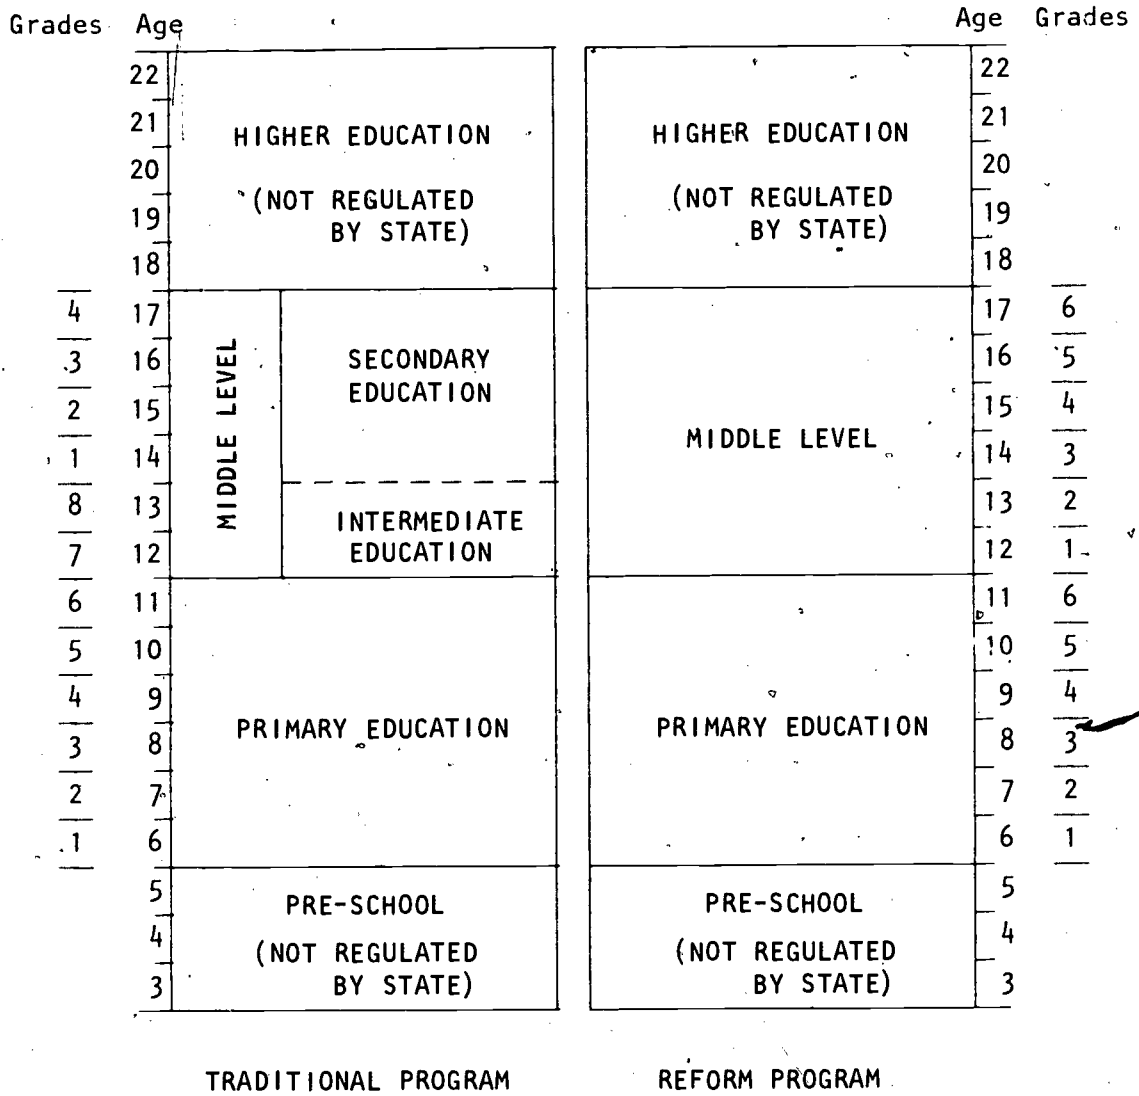 Grades Age Age Grades
22 22
21 HIGHER EDUCATION HIGHER EDUCATION 21
20 20
(NOT REGULATED (NOT REGULATED
19 19
BY STATE) BY STATE)
18 18
4 17 17 6
3 16 SECONDARY 16 5
EDUCATION
2 15 15 4
MIDDLE LEVEL
MIDDLE LEVEL
1 14 14 3
8 13 13 2
INTERMEDIATE
7 12 EDUCATION 12 1
6 11 11 6
5 10 10 5
4 9 9 4
3 8 PRIMARY EDUCATION PRIMARY EDUCATION 8 3
2 7 7 2
1 6 6 1
5 5
PRE-SCHOOL PRE-SCHOOL
4 4
(NOT REGULATED (NOT REGULATED
3 BY STATE) BY STATE) 3
TRADITIONAL PROGRAM REFORM PROGRAM